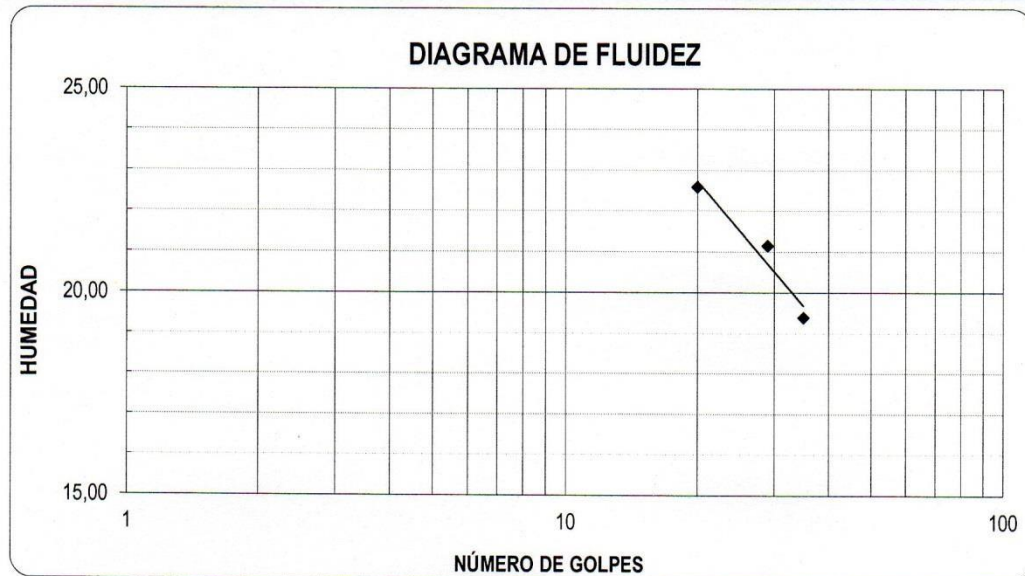 DIAGRAMA DE FLUIDEZ
25,00
20,00
15,00
HUMEDAD
1
10
100
NÚMERO DE GOLPES